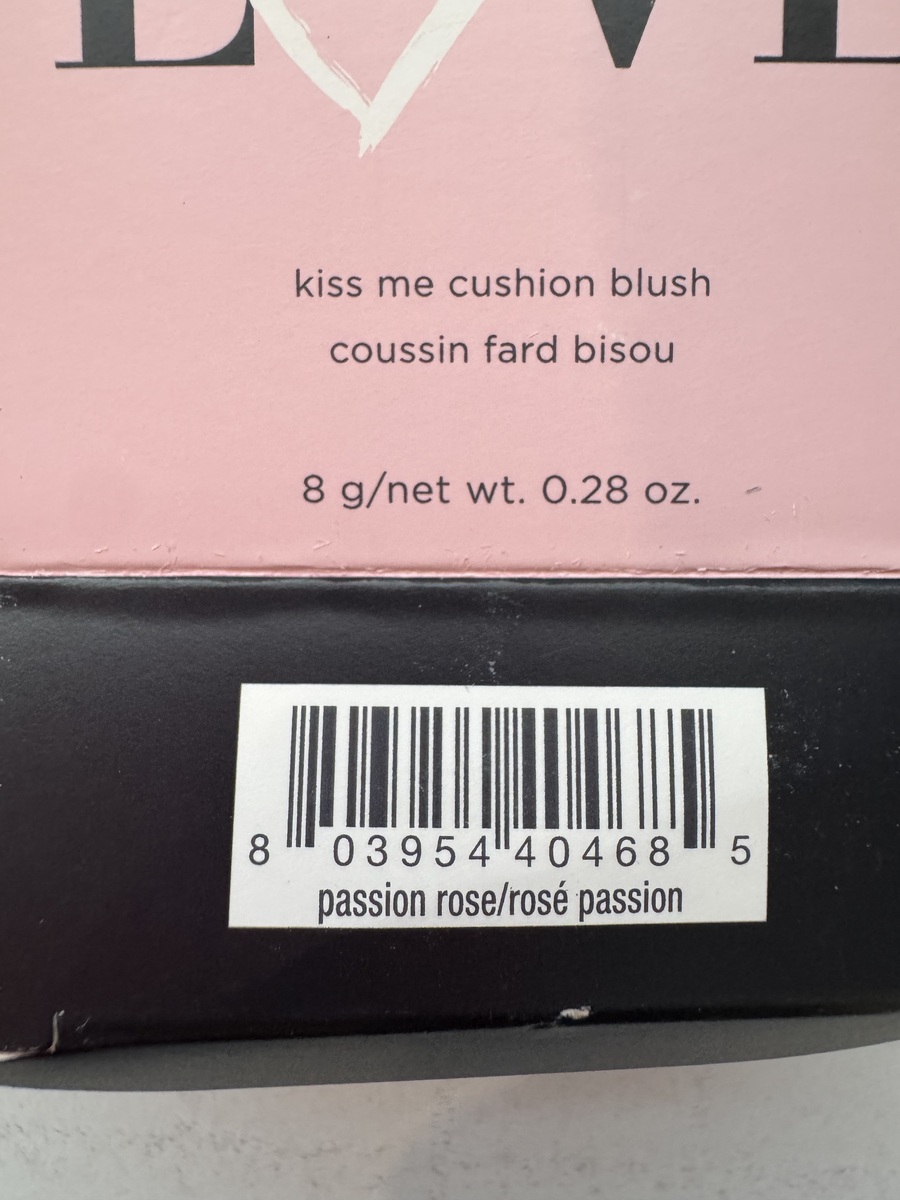 LOVE
kiss me cushion blush
coussin fard bisou
8 g/net wt. 0.28 oz.
8 03954 40468 5
passion rose/rosé passion